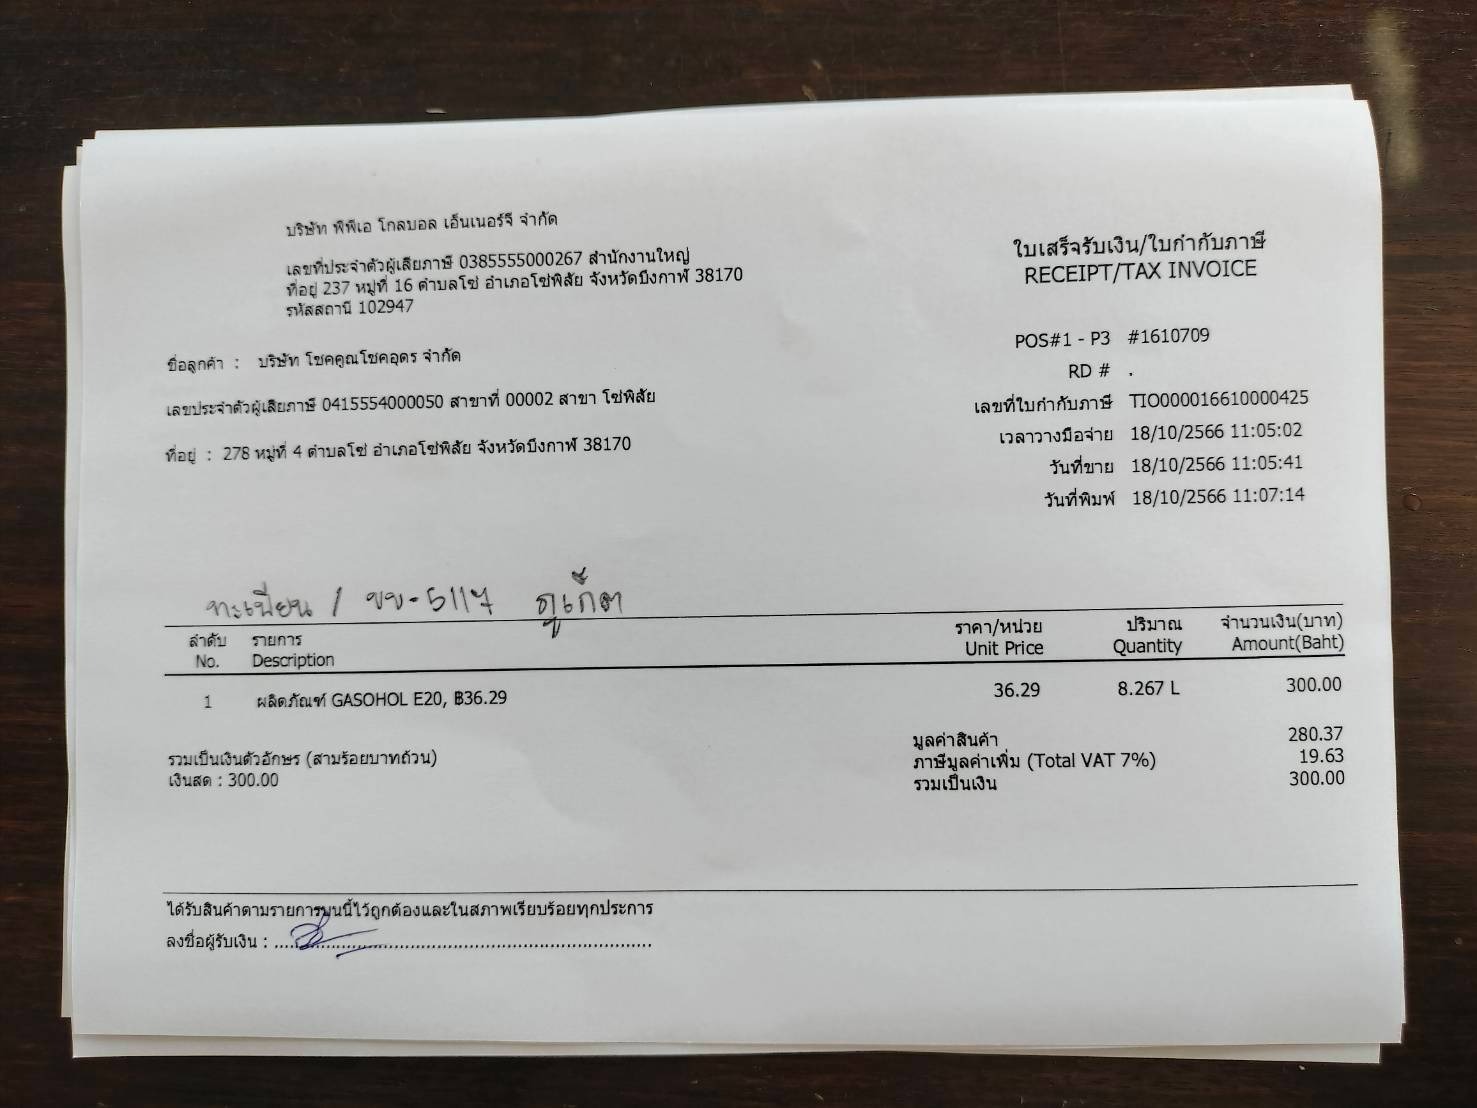 บริษัท พีพีเอ โกลบอล เอ็นเนอร์จี จำกัด
เลขที่ประจำตัวผู้เสียภาษี 0385555000267 สำนักงานใหญ่
ที่อยู่ 237 หมู่ที่ 16 ตำบลโซ่ อำเภอโซ่พิสัย จังหวัดบึงกาฬ 38170
รหัสสถานี 102947
ใบเสร็จรับเงิน/ใบกำกับภาษี
RECEIPT/TAX INVOICE
ชื่อลูกค้า : บริษัท โชคคูณโชคอุดร จำกัด
เลขประจำตัวผู้เสียภาษี 0415554000050 สาขาที่ 00002 สาขา โซ่พิสัย
ที่อยู่ : 278 หมู่ที่ 4 ตำบลโซ่ อำเภอโซ่พิสัย จังหวัดบึงกาฬ 38170
POS#1 - P3 #1610709
RD # .
เลขที่ใบกำกับภาษี TIO000016610000425
เวลาวางมือจ่าย 18/10/2566 11:05:02
วันที่ขาย 18/10/2566 11:05:41
วันที่พิมพ์ 18/10/2566 11:07:14
ทะเบียน / ขบ-5117 ภูเก็ต
ลำดับ รายการ ราคา/หน่วย ปริมาณ จำนวนเงิน(บาท)
No. Description Unit Price Quantity Amount(Baht)
1 ผลิตภัณฑ์ GASOHOL E20, ฿36.29 36.29 8.267 L 300.00
มูลค่าสินค้า 280.37
รวมเป็นเงินตัวอักษร (สามร้อยบาทถ้วน) ภาษีมูลค่าเพิ่ม (Total VAT 7%) 19.63
เงินสด : 300.00 รวมเป็นเงิน 300.00
ได้รับสินค้าตามรายการบนนี้ไว้ถูกต้องและในสภาพเรียบร้อยทุกประการ
ลงชื่อผู้รับเงิน :